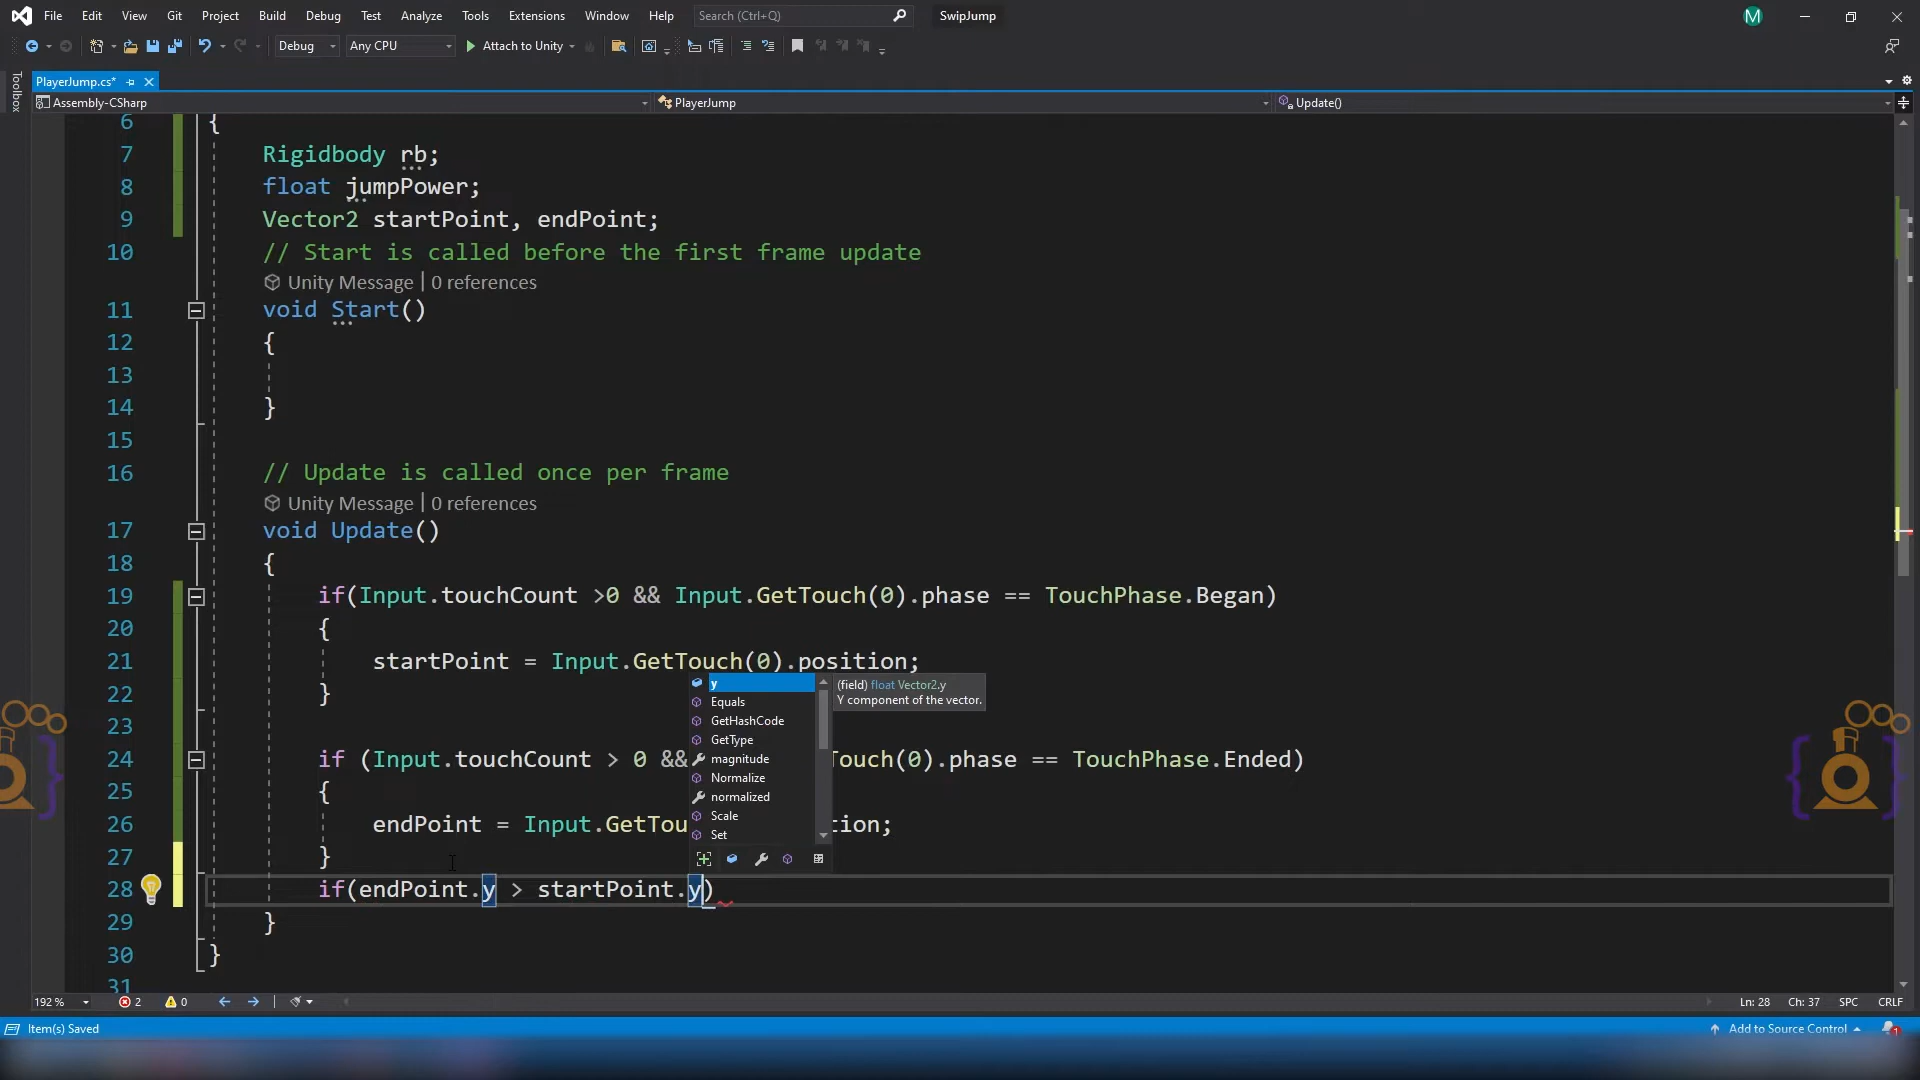 File Edit View Git Project Build Debug Test Analyze Tools Extensions Window Help Search (Ctrl+Q) SwipJump M
Debug Any CPU Attach to Unity
Toolbox
PlayerJump.cs*
Assembly-CSharp PlayerJump Update()
6 {
7 Rigidbody rb;
8 float jumpPower;
9 Vector2 startPoint, endPoint;
10 // Start is called before the first frame update
Unity Message | 0 references
11 void Start()
12 {
13
14 }
15
16 // Update is called once per frame
Unity Message | 0 references
17 void Update()
18 {
19 if(Input.touchCount >0 && Input.GetTouch(0).phase == TouchPhase.Began)
20 {
21 startPoint = Input.GetTouch(0).position;
22 }
y (field) float Vector2.y
Y component of the vector.
Equals
GetHashCode
GetType
magnitude
Normalize
normalized
Scale
Set
23
24 if (Input.touchCount > 0 && Touch(0).phase == TouchPhase.Ended)
25 {
26 endPoint = Input.GetTou tion;
27 }
28 if(endPoint.y > startPoint.y)
29 }
30 }
31
192 % 2 0 Ln: 28 Ch: 37 SPC CRLF
Item(s) Saved Add to Source Control 1